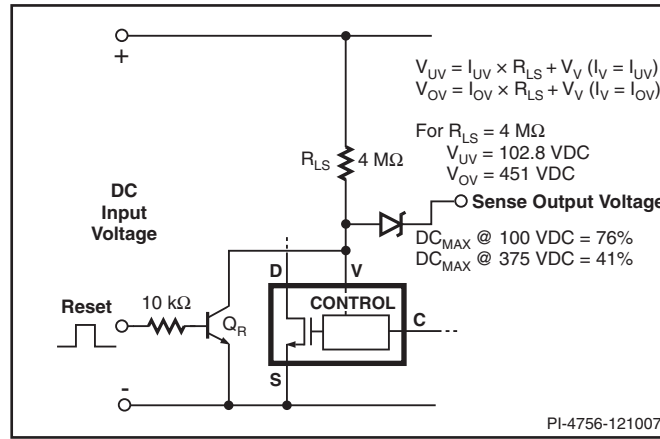 +
V_UV = I_UV × R_LS + V_V (I_V = I_UV)
V_OV = I_OV × R_LS + V_V (I_V = I_OV)
For R_LS = 4 MΩ
V_UV = 102.8 VDC
V_OV = 451 VDC
R_LS 4 MΩ
DC
Input
Voltage
Sense Output Voltage
DC_MAX @ 100 VDC = 76%
DC_MAX @ 375 VDC = 41%
D V
CONTROL
C
Reset
10 kΩ
Q_R
S
-
PI-4756-121007